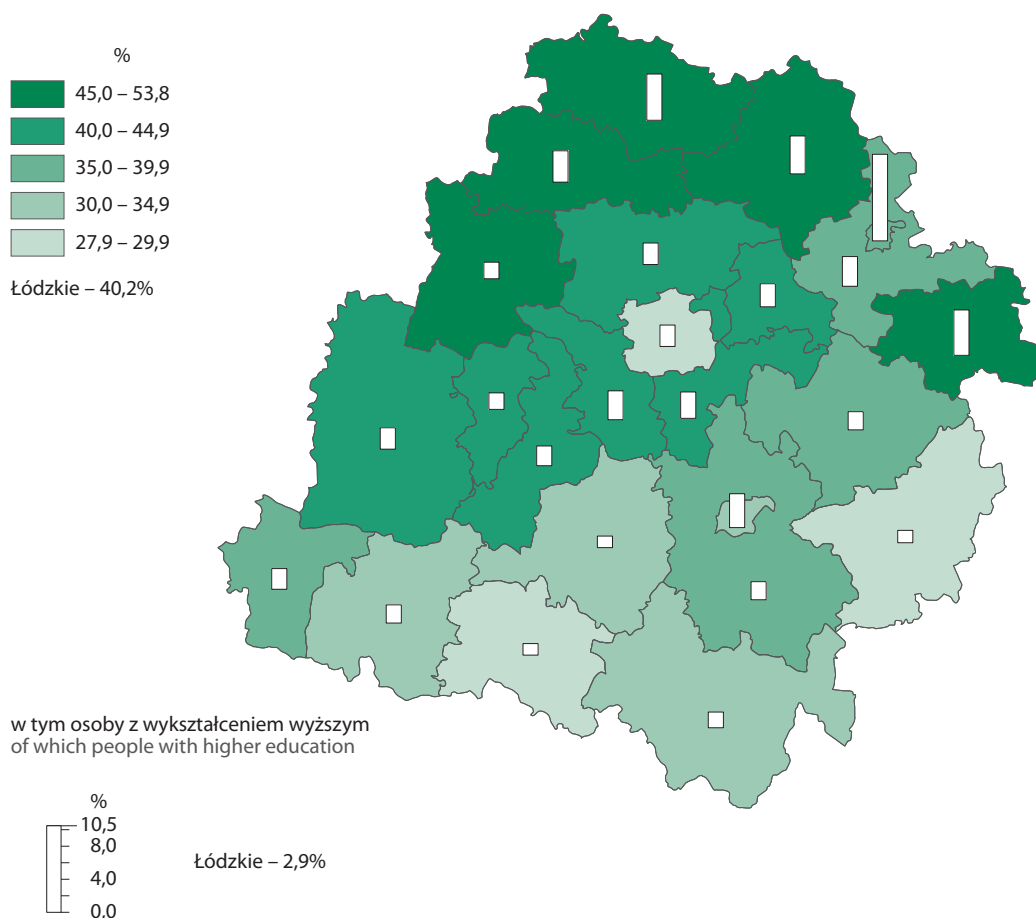 %
45,0 – 53,8
40,0 – 44,9
35,0 – 39,9
30,0 – 34,9
27,9 – 29,9
Łódzkie – 40,2%
w tym osoby z wykształceniem wyższym
of which people with higher education
%
10,5
8,0
4,0
0,0
Łódzkie – 2,9%